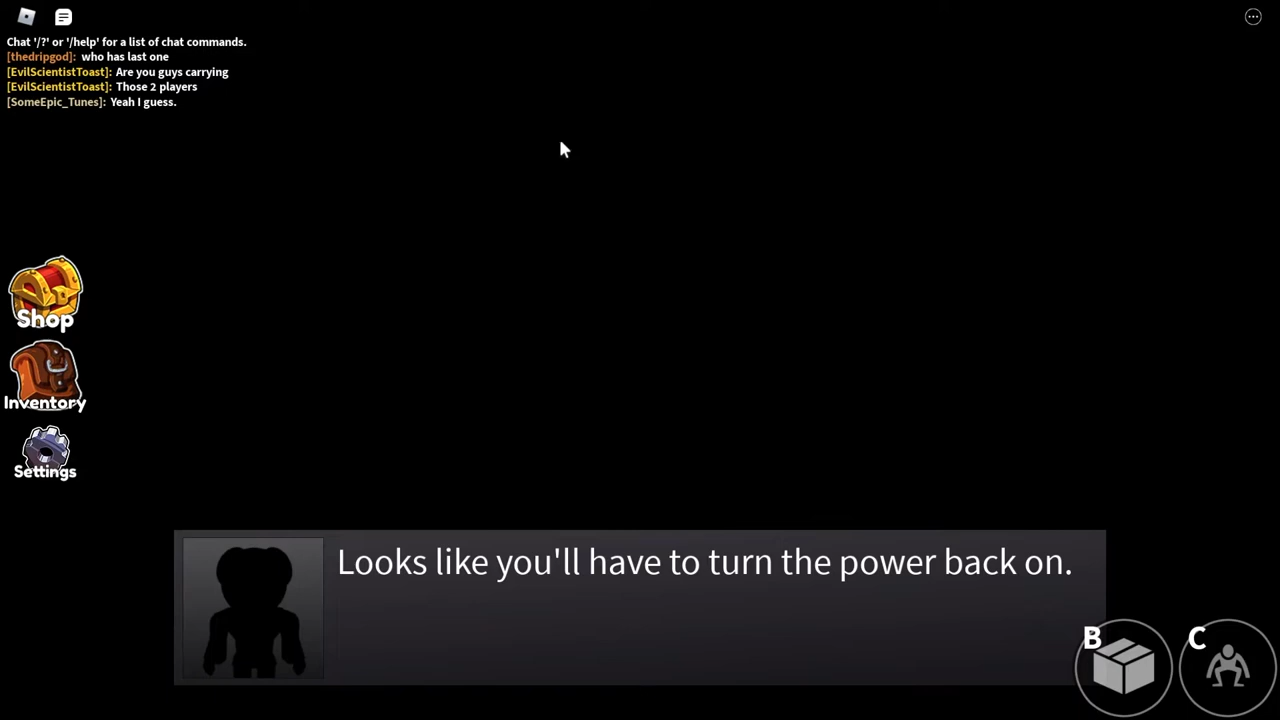 Chat '/?' or '/help' for a list of chat commands.
[thedripgod]: who has last one
[EvilScientistToast]: Are you guys carrying
[EvilScientistToast]: Those 2 players
[SomeEpic_Tunes]: Yeah I guess.
Shop
Inventory
Settings
Looks like you'll have to turn the power back on.
B
C